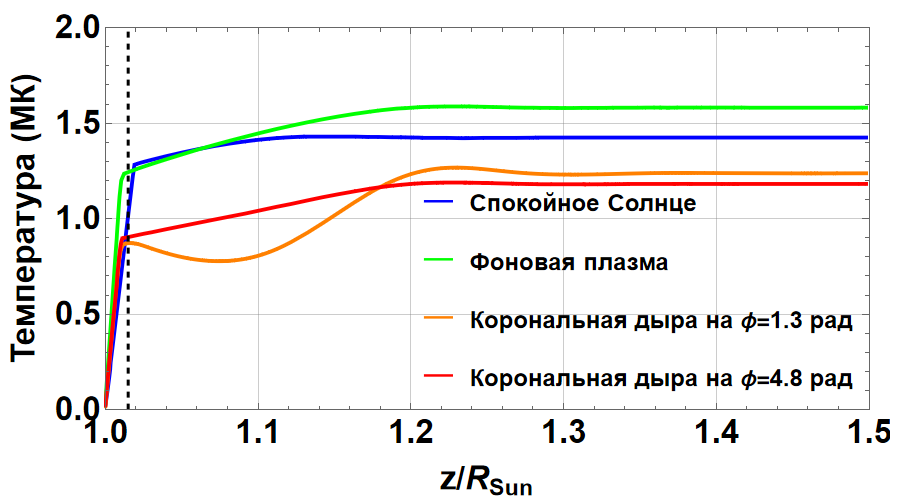 Температура (МК)
2.0
1.5
1.0
0.5
0.0
Спокойное Солнце
Фоновая плазма
Корональная дыра на ϕ=1.3 рад
Корональная дыра на ϕ=4.8 рад
1.0 1.1 1.2 1.3 1.4 1.5
z/RSun